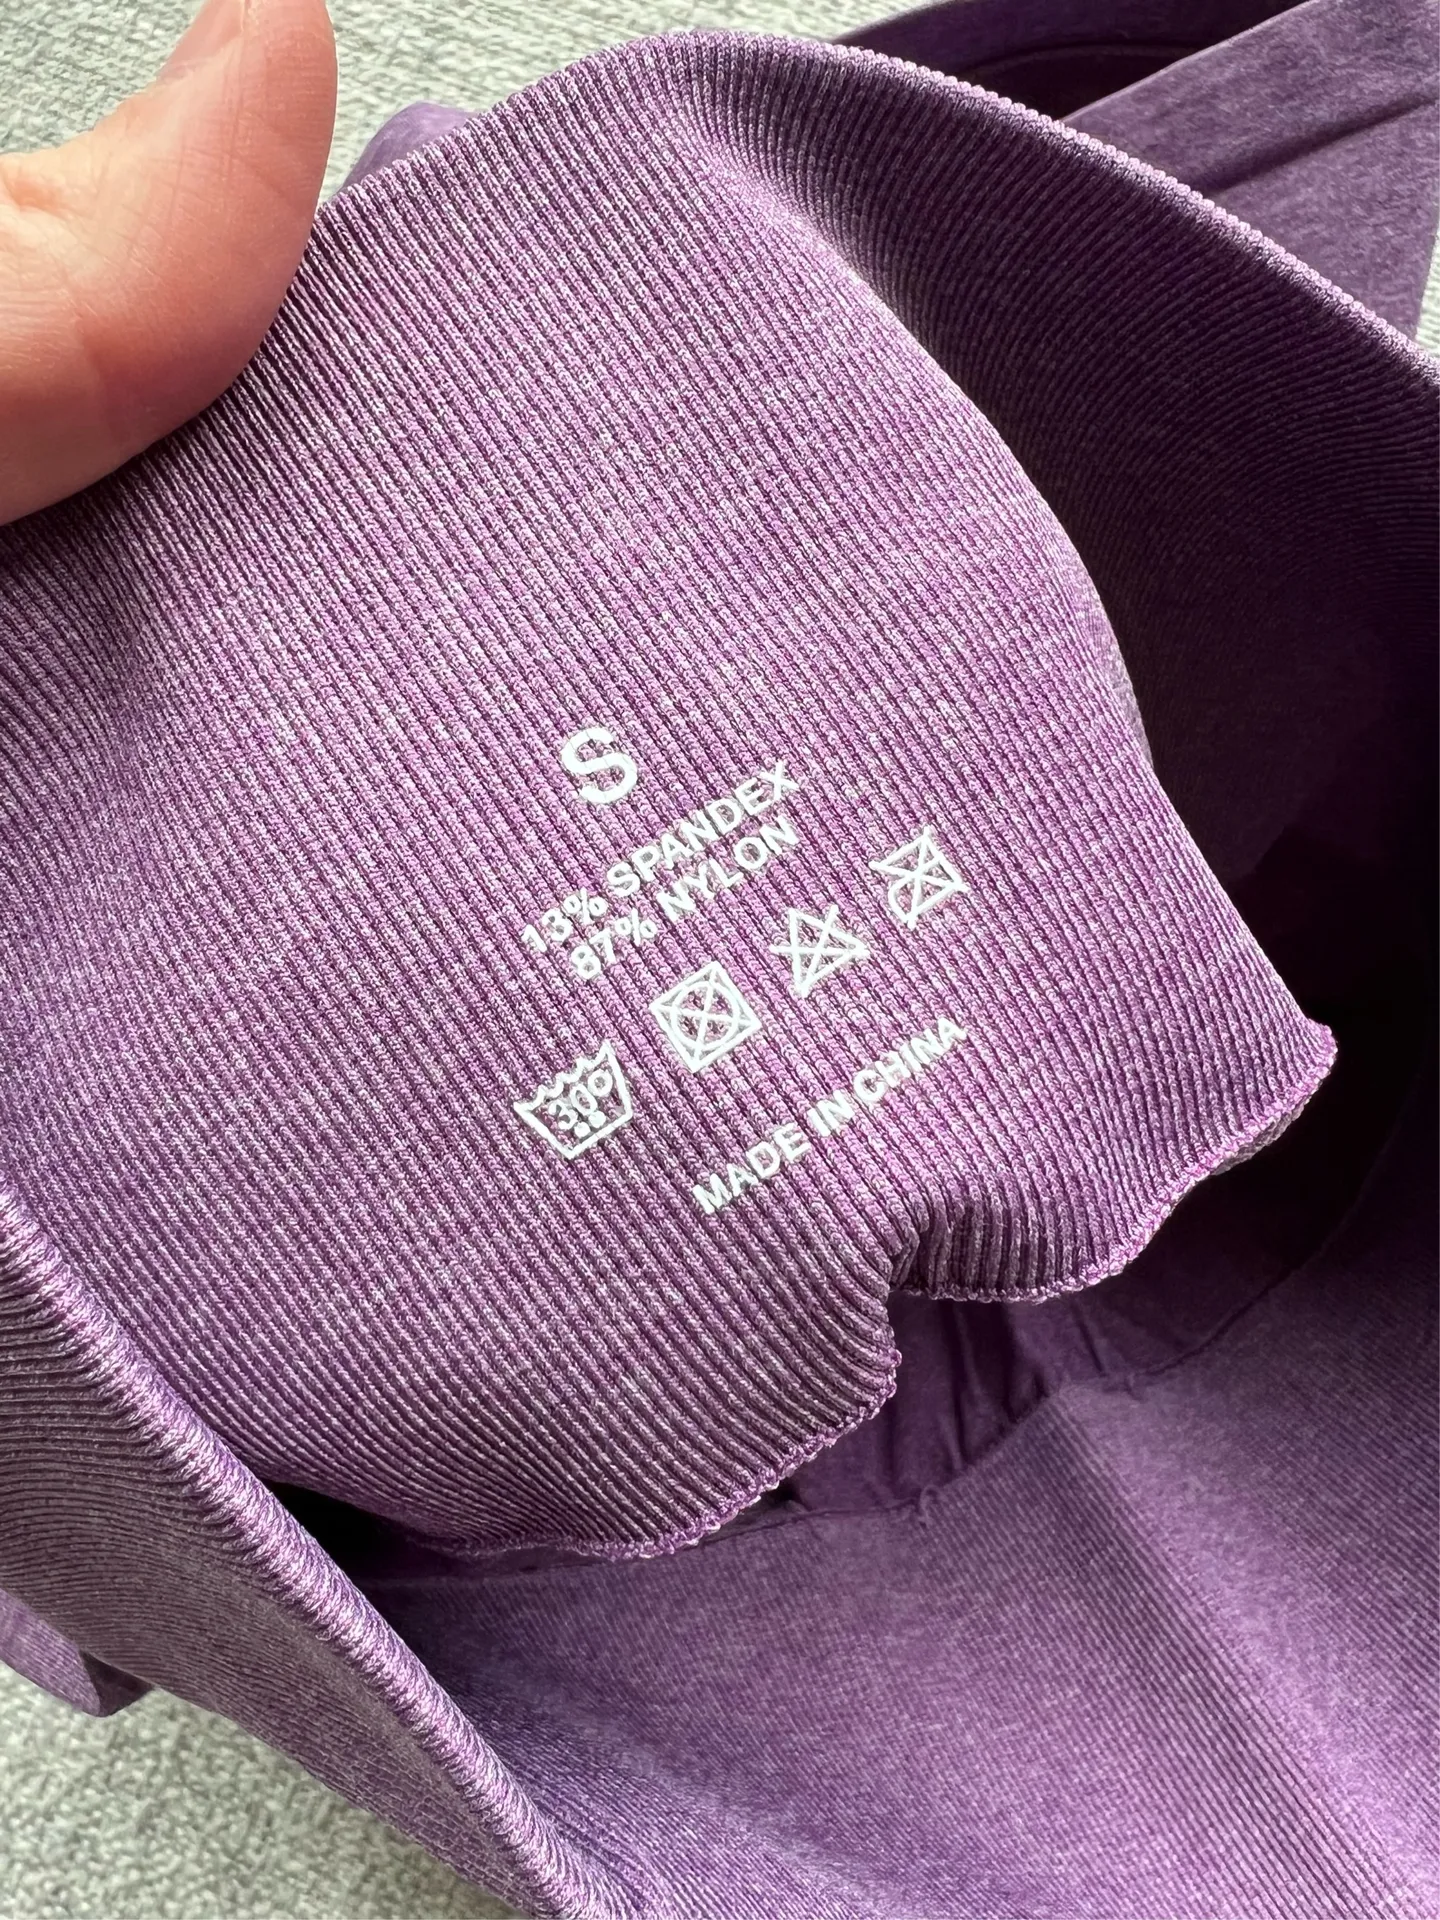 S
13% SPANDEX
87% NYLON
30°
MADE IN CHINA